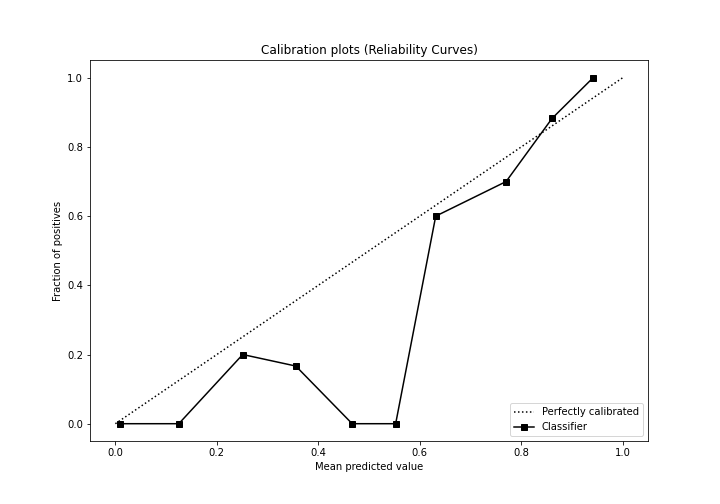 Calibration plots (Reliability Curves)
1.0
0.8
0.6
0.4
0.2
0.0
Fraction of positives
0.0 0.2 0.4 0.6 0.8 1.0
Mean predicted value
Perfectly calibrated
Classifier